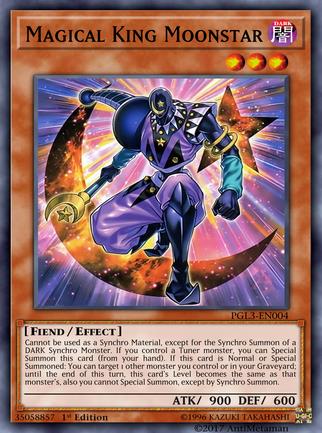 Magical King Moonstar
DARK
闇
PGL3-EN004
[FIEND / EFFECT]
Cannot be used as a Synchro Material, except for the Synchro Summon of a
DARK Synchro Monster. If you control a Tuner monster, you can Special
Summon this card (from your hand). If this card is Normal or Special
Summoned: You can target 1 other monster you control or in your Graveyard;
until the end of this turn, this card's Level becomes the same as that
monster's, also you cannot Special Summon, except by Synchro Summon.
ATK/ 900 DEF/ 600
35058857 1st Edition ©1996 KAZUKI TAKAHASHI
©2017 AntiMetaman